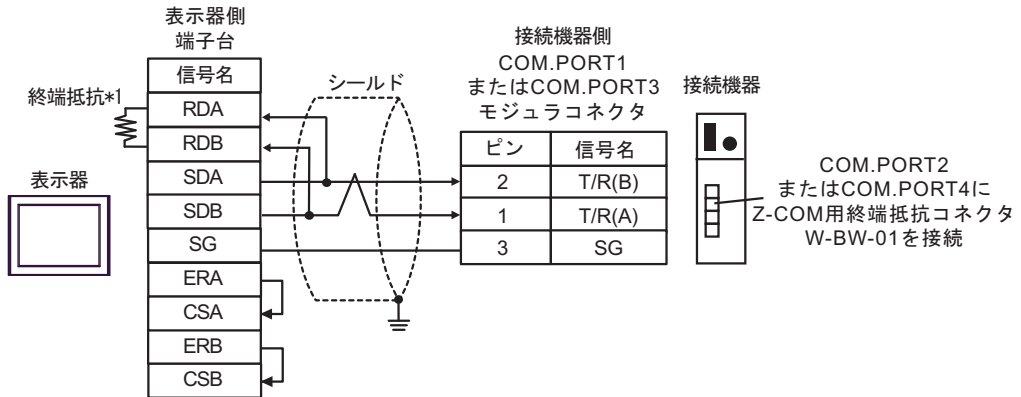 表示器側
端子台
信号名
RDA
RDB
SDA
SDB
SG
ERA
CSA
ERB
CSB
終端抵抗*1
表示器
シールド
接続機器側
COM.PORT1
またはCOM.PORT3
モジュラコネクタ
ピン 信号名
2 T/R(B)
1 T/R(A)
3 SG
接続機器
COM.PORT2
またはCOM.PORT4に
Z-COM用終端抵抗コネクタ
W-BW-01を接続